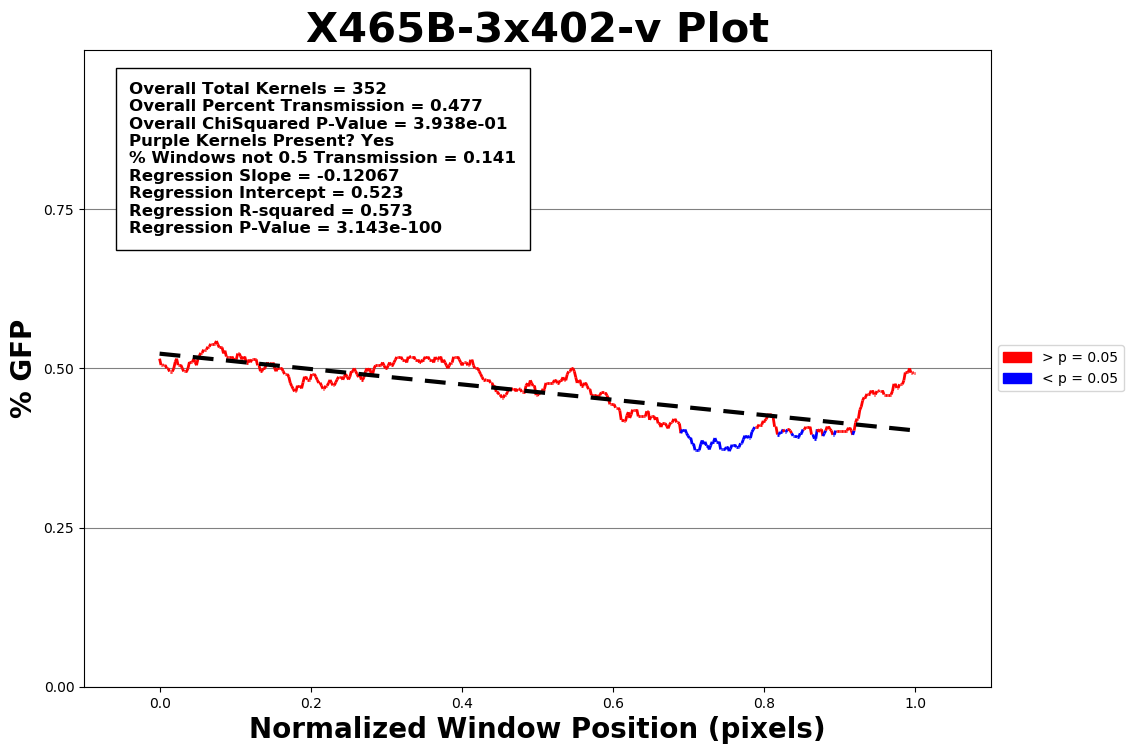 X465B-3x402-v Plot
Overall Total Kernels = 352
Overall Percent Transmission = 0.477
Overall ChiSquared P-Value = 3.938e-01
Purple Kernels Present? Yes
% Windows not 0.5 Transmission = 0.141
Regression Slope = -0.12067
Regression Intercept = 0.523
Regression R-squared = 0.573
Regression P-Value = 3.143e-100
% GFP
0.75
0.50
0.25
0.00
> p = 0.05
< p = 0.05
0.0 0.2 0.4 0.6 0.8 1.0
Normalized Window Position (pixels)